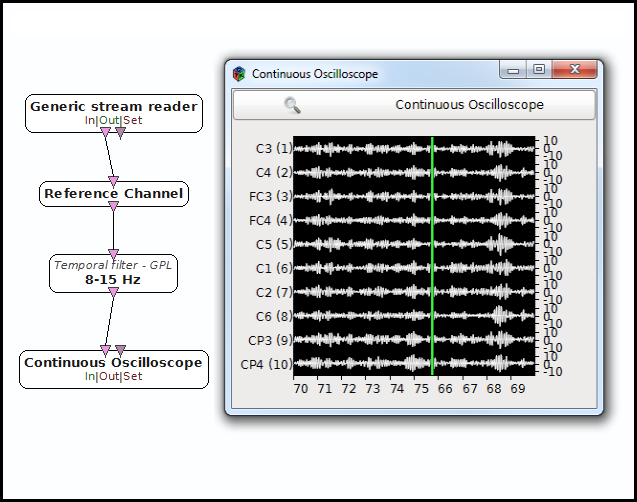 Generic stream reader
In|Out|Set
Reference Channel
Temporal filter - GPL
8-15 Hz
Continuous Oscilloscope
In|Out|Set
Continuous Oscilloscope
Continuous Oscilloscope
C3 (1) 10 0 -10
C4 (2) 10 0 -10
FC3 (3) 10 0 -10
FC4 (4) 10 0 -10
C5 (5) 10 0 -10
C1 (6) 10 0 -10
C2 (7) 10 0 -10
C6 (8) 10 0 -10
CP3 (9) 10 0 -10
CP4 (10) 10 0 -10
70 71 72 73 74 75 66 67 68 69